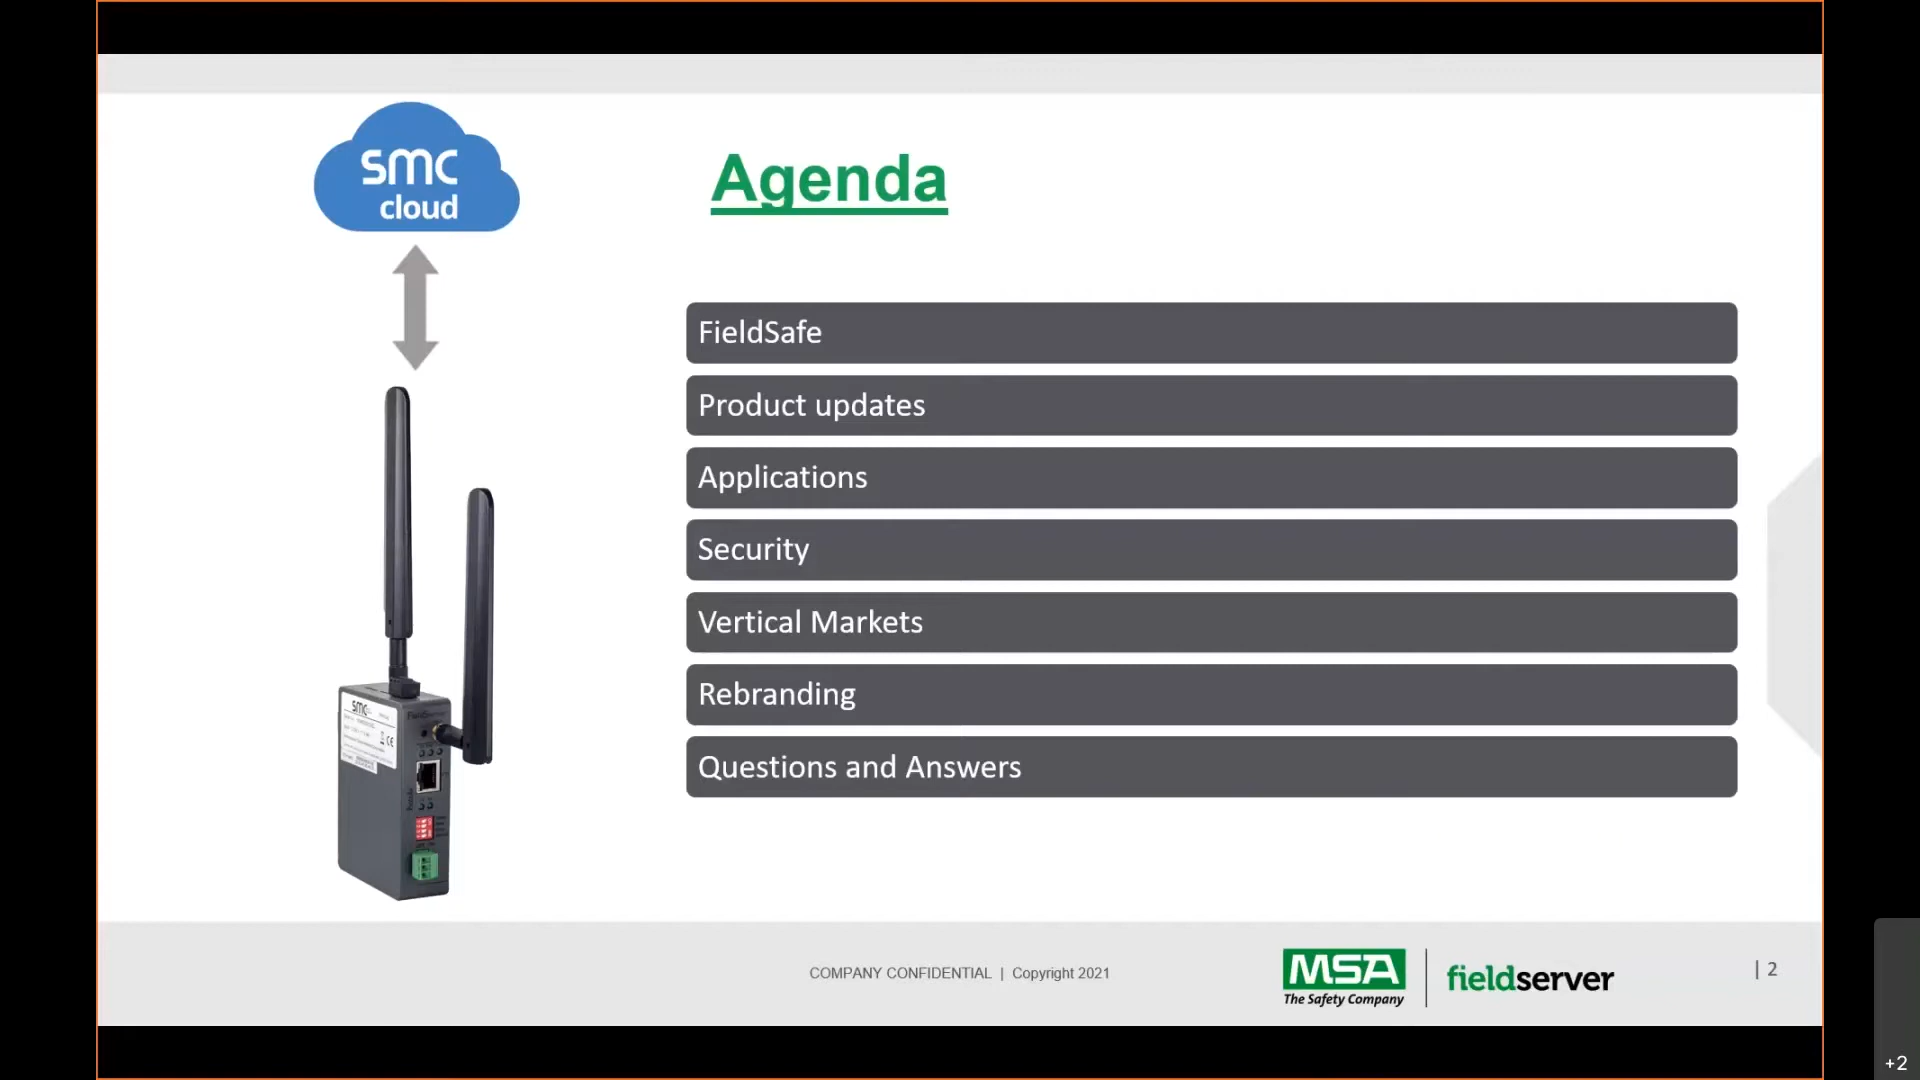 smc
cloud
Agenda
FieldSafe
Product updates
Applications
Security
Vertical Markets
Rebranding
Questions and Answers
smc
COMPANY CONFIDENTIAL | Copyright 2021
MSA
The Safety Company
fieldserver
| 2
+2